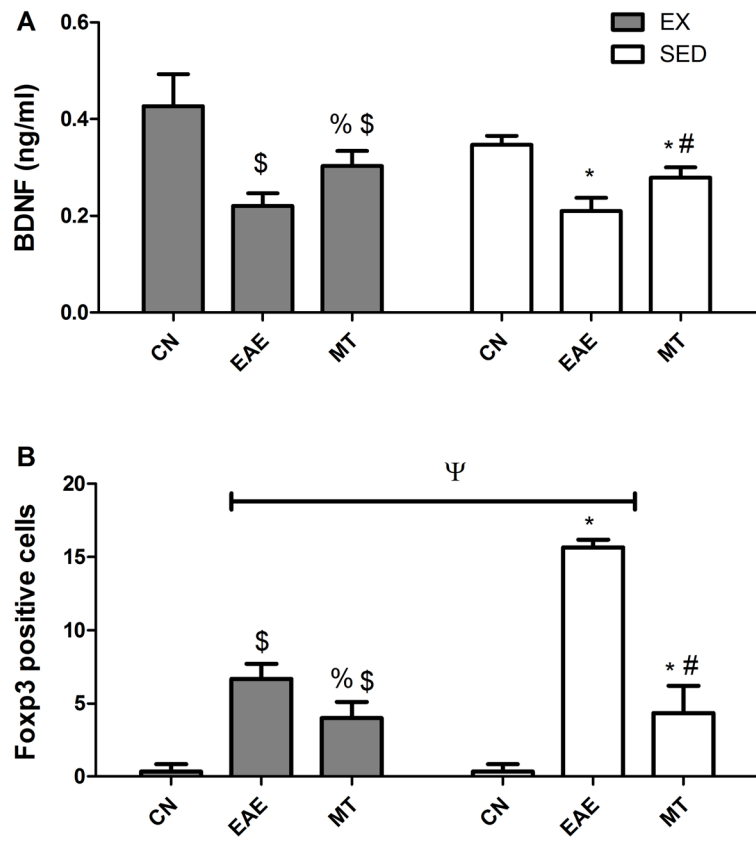 A
0.6
EX
SED
BDNF (ng/ml)
0.4
% $
$
* #
*
0.2
0.0
CN
EAE
MT
CN
EAE
MT
B
Ψ
20
*
Foxp3 positive cells
15
10
$
% $
* #
5
0
CN
EAE
MT
CN
EAE
MT